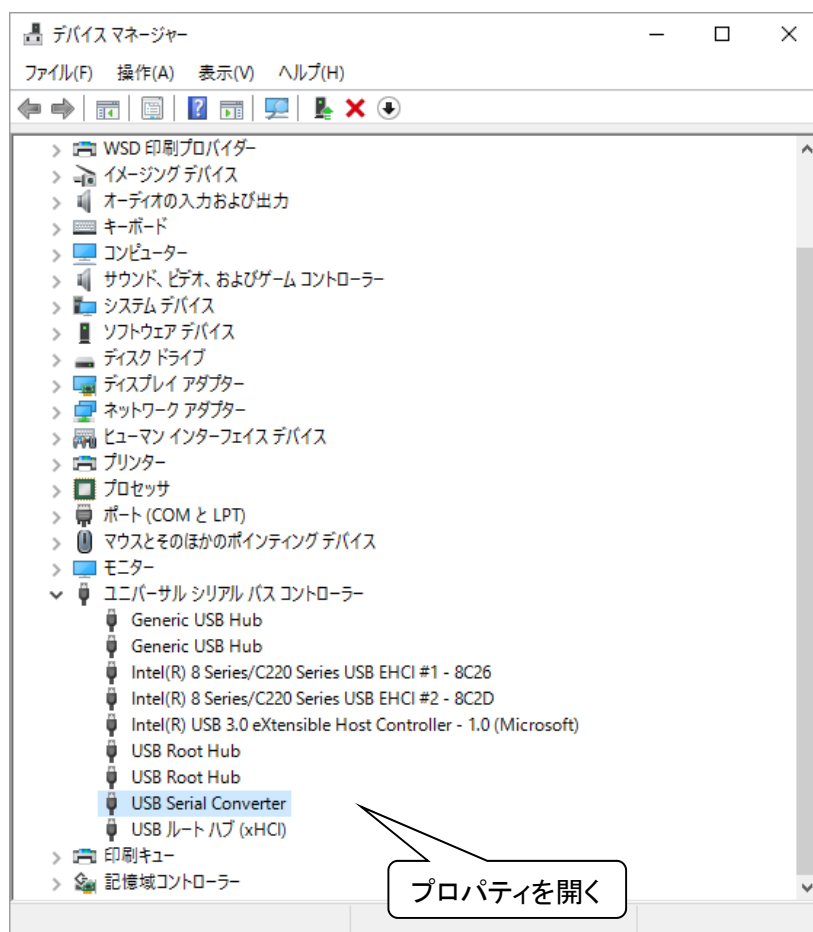 デバイス マネージャー
ファイル(F) 操作(A) 表示(V) ヘルプ(H)
WSD 印刷プロバイダー
イメージング デバイス
オーディオの入力および出力
キーボード
コンピューター
サウンド、ビデオ、およびゲーム コントローラー
システム デバイス
ソフトウェア デバイス
ディスク ドライブ
ディスプレイ アダプター
ネットワーク アダプター
ヒューマン インターフェイス デバイス
プリンター
プロセッサ
ポート (COM と LPT)
マウスとそのほかのポインティング デバイス
モニター
ユニバーサル シリアル バス コントローラー
Generic USB Hub
Generic USB Hub
Intel(R) 8 Series/C220 Series USB EHCI #1 - 8C26
Intel(R) 8 Series/C220 Series USB EHCI #2 - 8C2D
Intel(R) USB 3.0 eXtensible Host Controller - 1.0 (Microsoft)
USB Root Hub
USB Root Hub
USB Serial Converter
USB ルート ハブ (xHCI)
印刷キュー
記憶域コントローラー
プロパティを開く